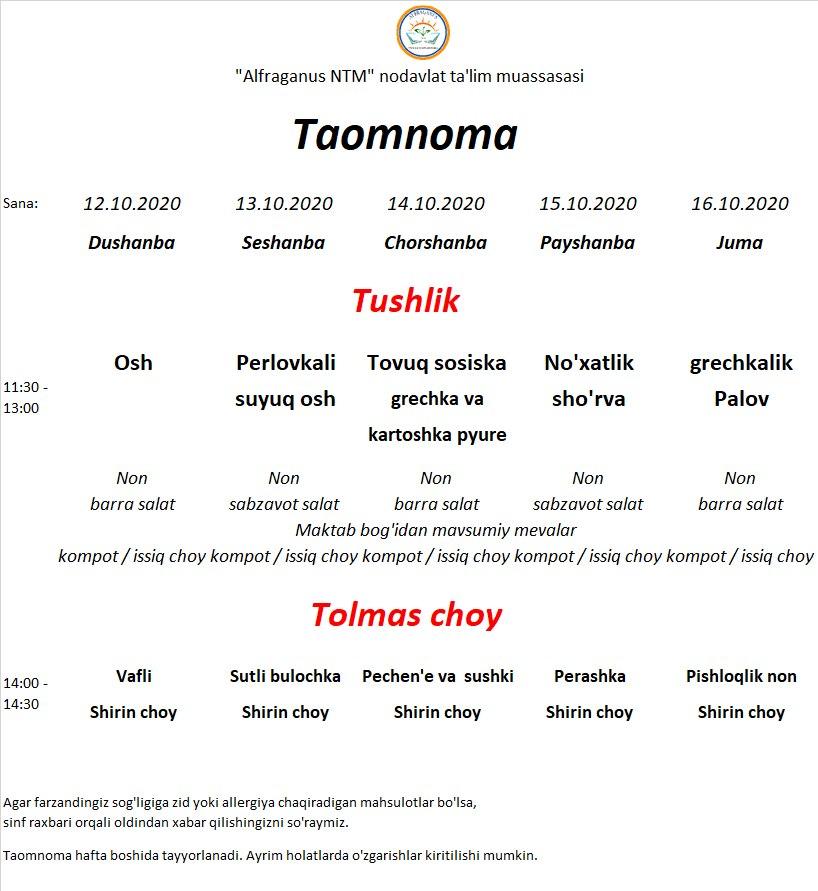 ALFRAGANUS
"Alfraganus NTM" nodavlat ta'lim muassasasi
Taomnoma
Sana: 12.10.2020 13.10.2020 14.10.2020 15.10.2020 16.10.2020
Dushanba Seshanba Chorshanba Payshanba Juma
Tushlik
11:30 - 13:00
Osh Perlovkali Tovuq sosiska No'xatlik grechkalik
suyuq osh grechka va sho'rva Palov
kartoshka pyure
Non Non Non Non Non
barra salat sabzavot salat barra salat sabzavot salat barra salat
Maktab bog'idan mavsumiy mevalar
kompot / issiq choy kompot / issiq choy kompot / issiq choy kompot / issiq choy kompot / issiq choy
Tolmas choy
14:00 - 14:30
Vafli Sutli bulochka Pechen'e va sushki Perashka Pishloqlik non
Shirin choy Shirin choy Shirin choy Shirin choy Shirin choy
Agar farzandingiz sog'ligiga zid yoki allergiya chaqiradigan mahsulotlar bo'lsa,
sinf raxbari orqali oldindan xabar qilishingizni so'raymiz.
Taomnoma hafta boshida tayyorlanadi. Ayrim holatlarda o'zgarishlar kiritilishi mumkin.